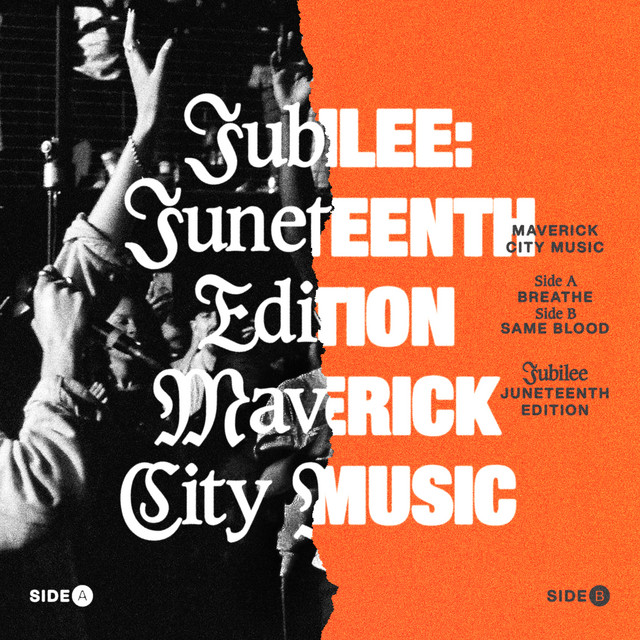 Jubilee:
Juneteenth
Edition
Maverick
City Music
MAVERICK
CITY MUSIC
Side A
BREATHE
Side B
SAME BLOOD
Jubilee
JUNETEENTH
EDITION
SIDE A
SIDE B